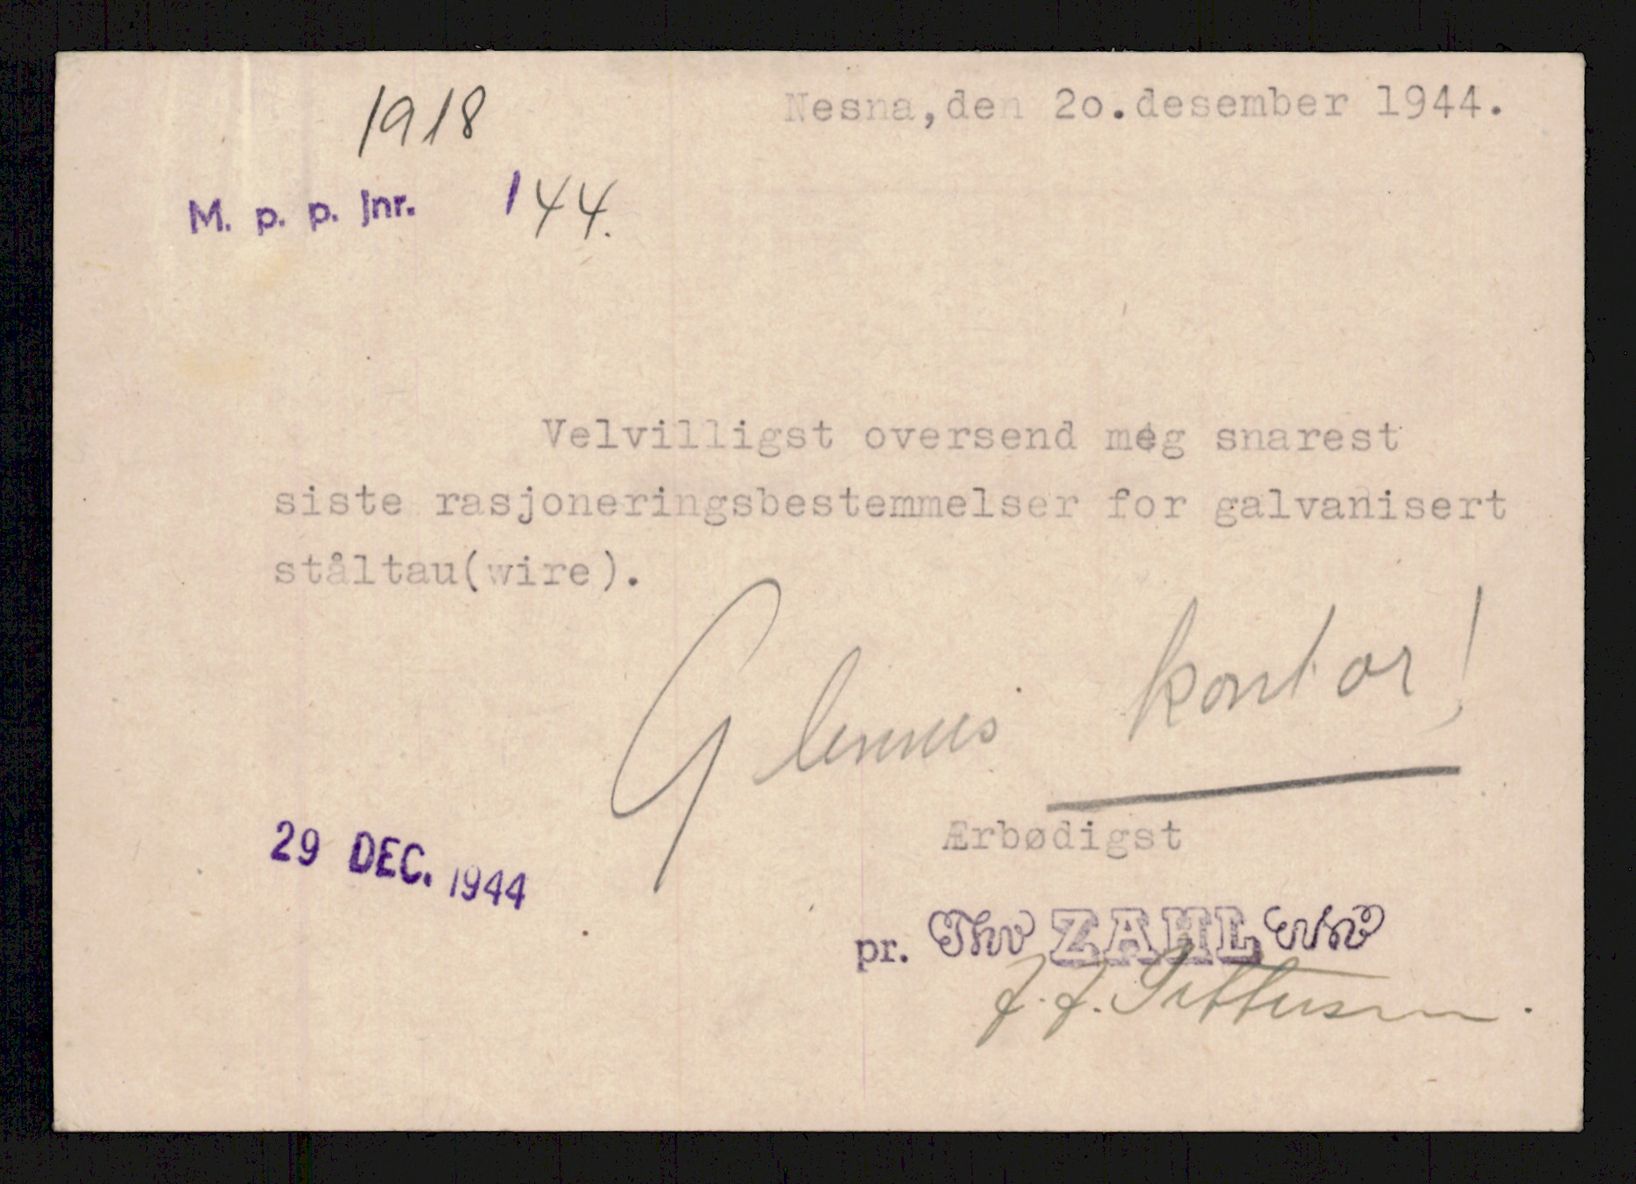 1918
Nesna,den 2o.desember 1944.
M. p. p. jnr. 144.
Velvilligst oversend meg snarest
siste rasjoneringsbestemmelser for galvanisert
ståltau(wire).
kontor!
Ærbødigst
29 DEC. 1944
pr. Thv ZAHL
J. J.